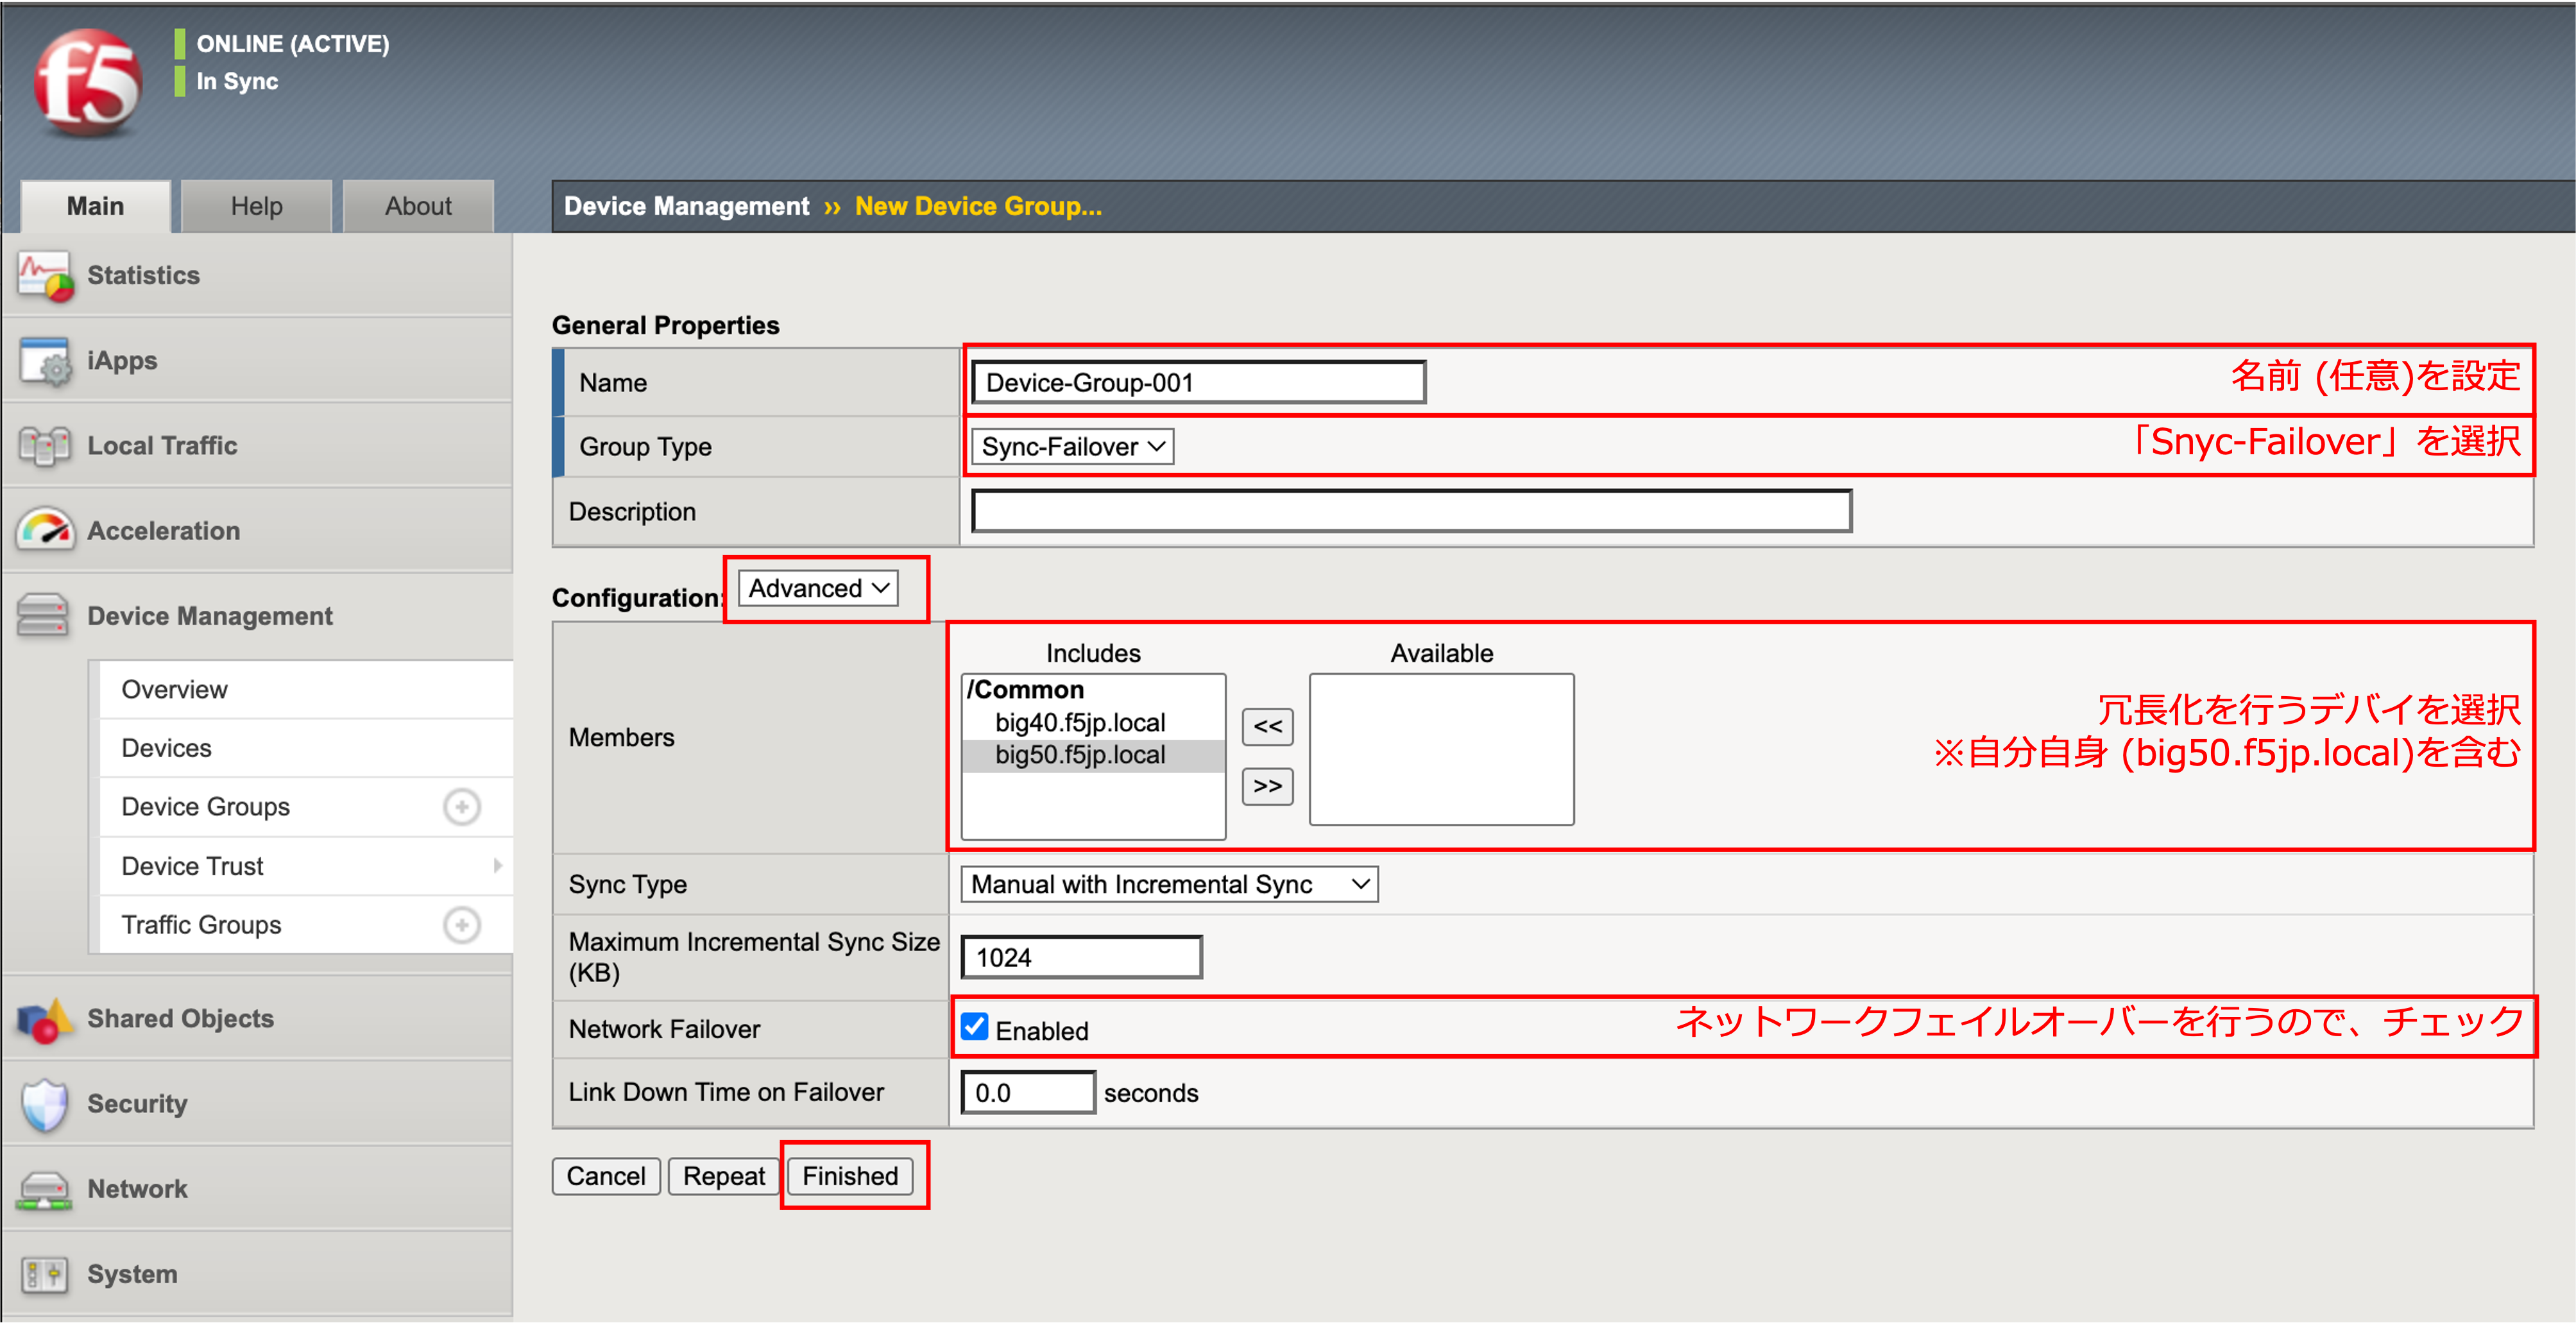 f5
ONLINE (ACTIVE)
In Sync
Main
Help
About
Device Management ›› New Device Group...
Statistics
iApps
Local Traffic
Acceleration
Device Management
Overview
Devices
Device Groups
Device Trust
Traffic Groups
Shared Objects
Security
Network
System
General Properties
Name
Device-Group-001
名前 (任意)を設定
Group Type
Sync-Failover
「Snyc-Failover」を選択
Description
Configuration:
Advanced
Members
Includes
/Common
big40.f5jp.local
big50.f5jp.local
<<
>>
Available
冗長化を行うデバイを選択
※自分自身 (big50.f5jp.local)を含む
Sync Type
Manual with Incremental Sync
Maximum Incremental Sync Size
(KB)
1024
Network Failover
Enabled
ネットワークフェイルオーバーを行うので、チェック
Link Down Time on Failover
0.0
seconds
Cancel
Repeat
Finished